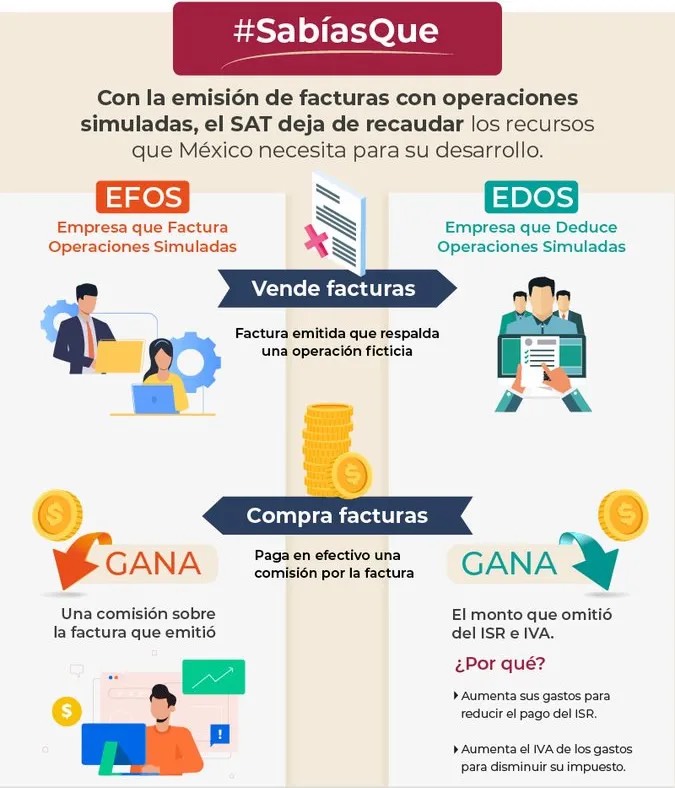 #SabíasQue
Con la emisión de facturas con operaciones
simuladas, el SAT deja de recaudar los recursos
que México necesita para su desarrollo.
EFOS
Empresa que Factura
Operaciones Simuladas
EDOS
Empresa que Deduce
Operaciones Simuladas
Vende facturas
Factura emitida que respalda
una operación ficticia
Compra facturas
Paga en efectivo una
comisión por la factura
GANA
Una comisión sobre
la factura que emitió
GANA
El monto que omitió
del ISR e IVA.
¿Por qué?
Aumenta sus gastos para
reducir el pago del ISR.
Aumenta el IVA de los gastos
para disminuir su impuesto.